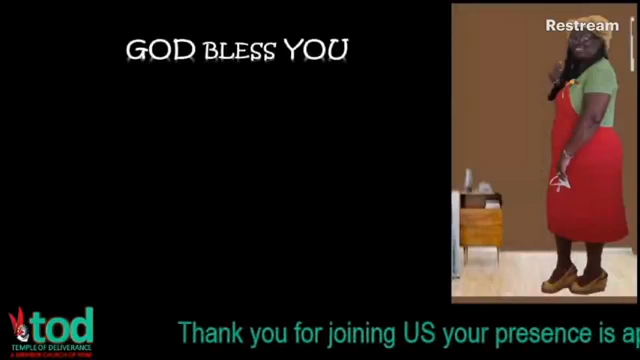 Restream
GOD BLESS YOU
tod
TEMPLE OF DELIVERANCE
Thank you for joining US your presence is ap